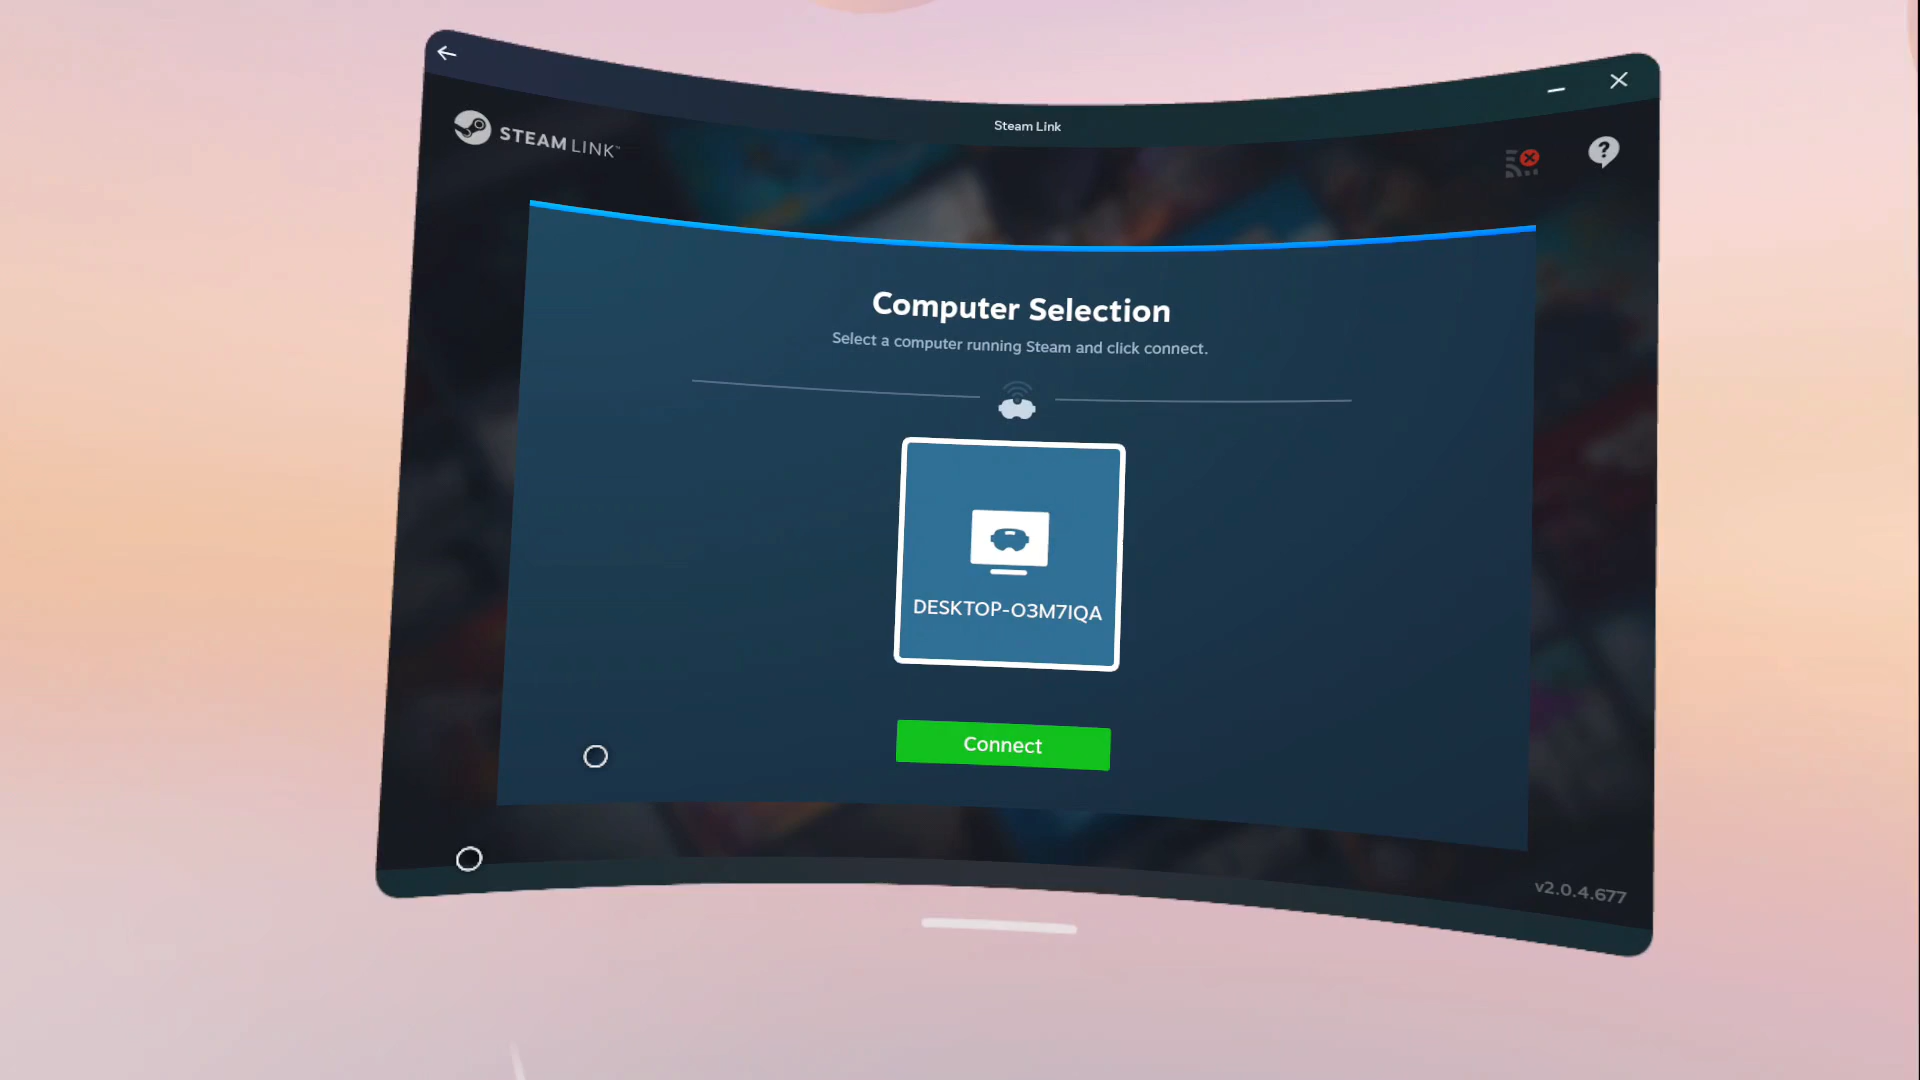 Steam Link
STEAM LINK™
Computer Selection
Select a computer running Steam and click connect.
DESKTOP-O3M7IQA
Connect
v2.0.4.677